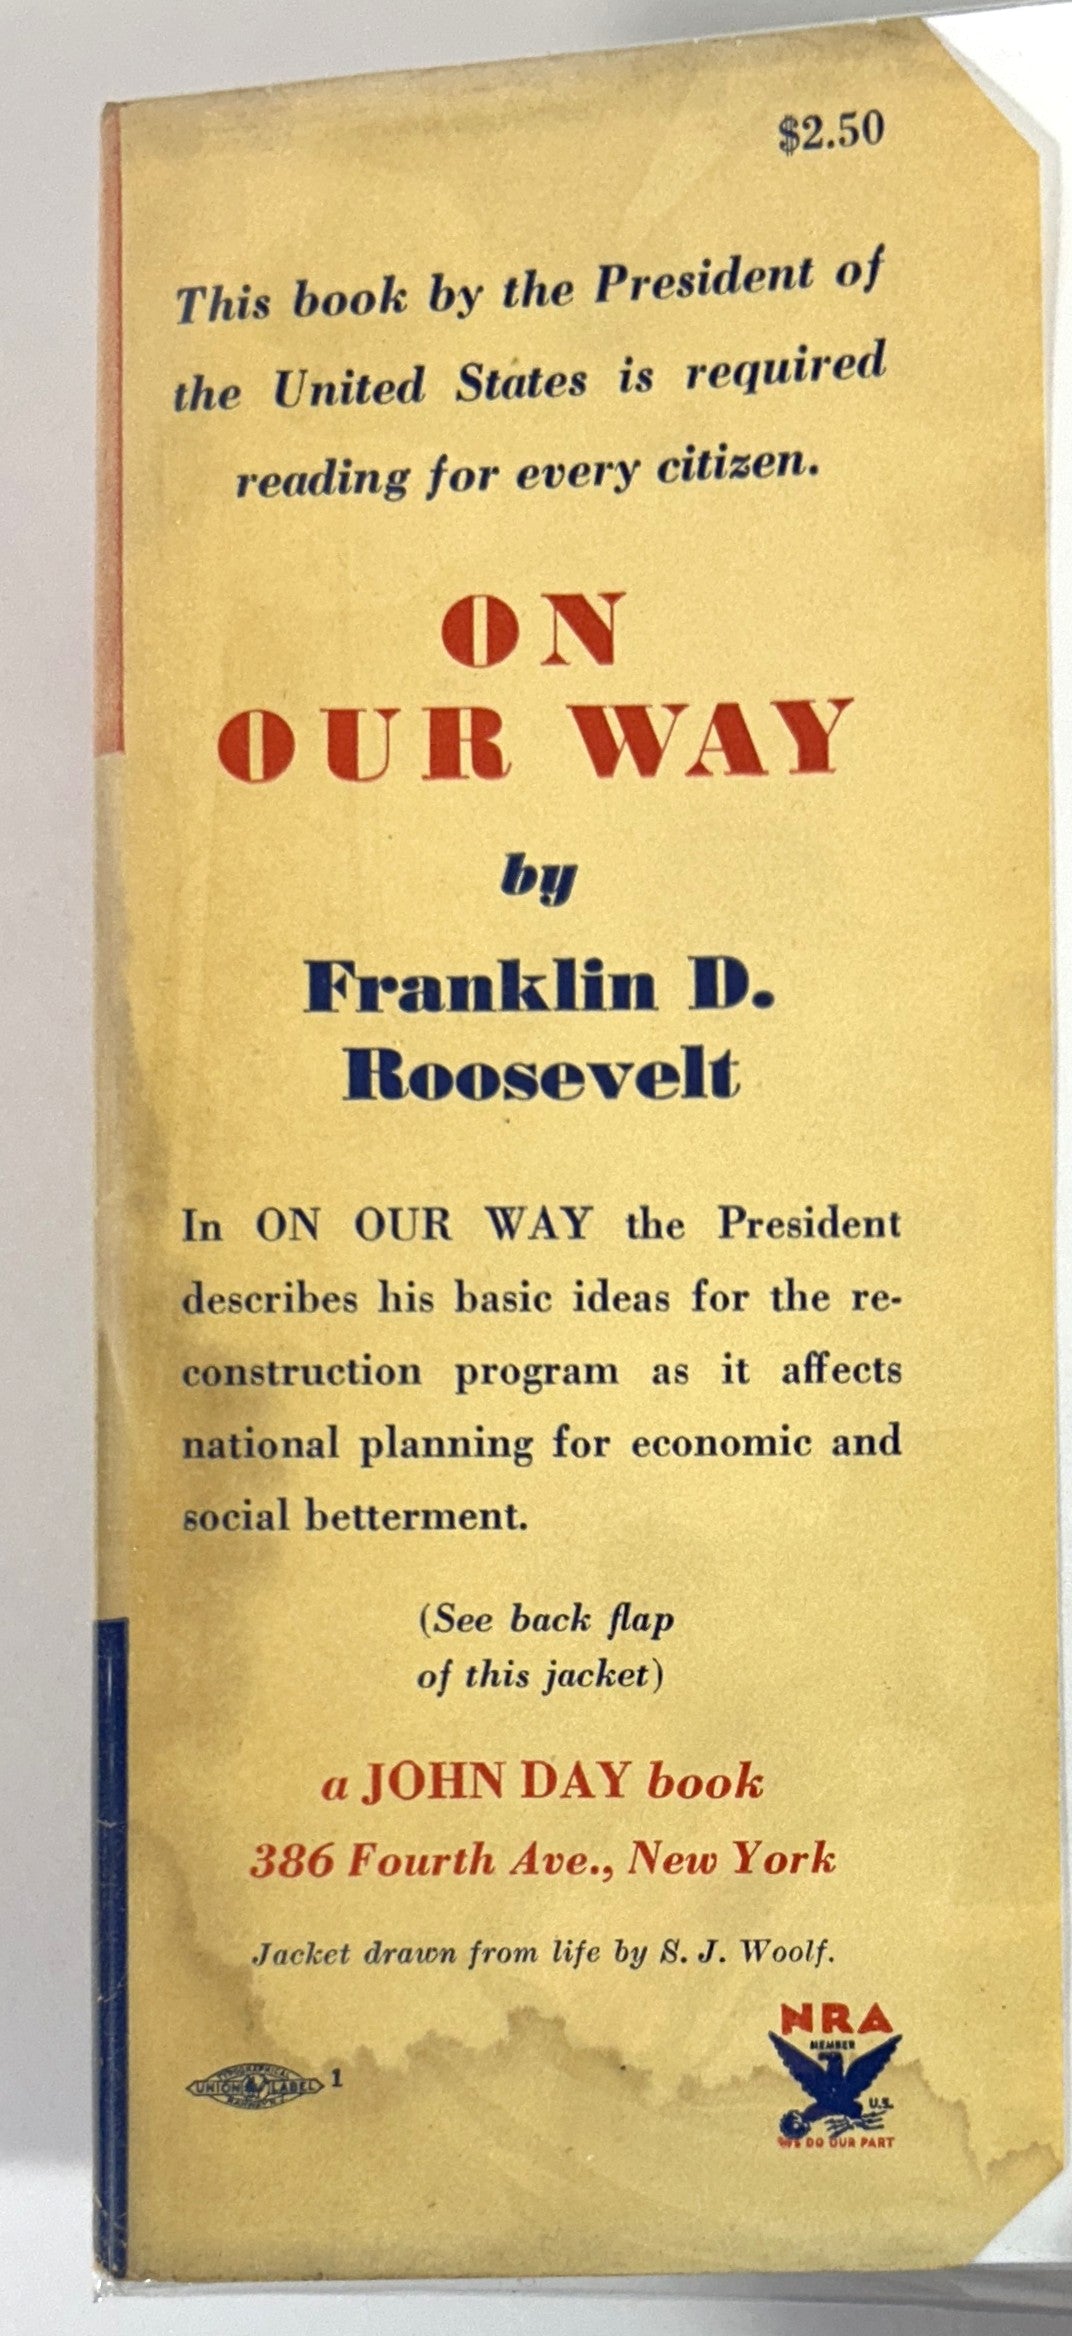 $2.50
This book by the President of
the United States is required
reading for every citizen.
ON
OUR WAY
by
Franklin D.
Roosevelt
In ON OUR WAY the President
describes his basic ideas for the re-
construction program as it affects
national planning for economic and
social betterment.
(See back flap
of this jacket)
a JOHN DAY book
386 Fourth Ave., New York
Jacket drawn from life by S. J. Woolf.
NRA
MEMBER
U.S.
WE DO OUR PART
TYPOGRAPHICAL
UNION LABEL 1